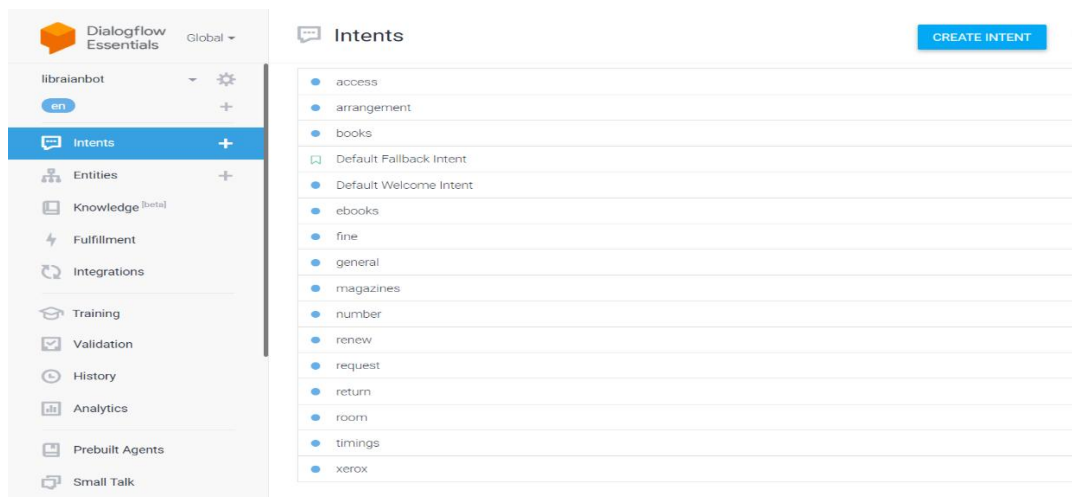 Dialogflow
Essentials
Global
libraianbot
en
Intents
Entities
Knowledge [beta]
Fulfillment
Integrations
Training
Validation
History
Analytics
Prebuilt Agents
Small Talk
Intents
CREATE INTENT
access
arrangement
books
Default Fallback Intent
Default Welcome Intent
ebooks
fine
general
magazines
number
renew
request
return
room
timings
xerox